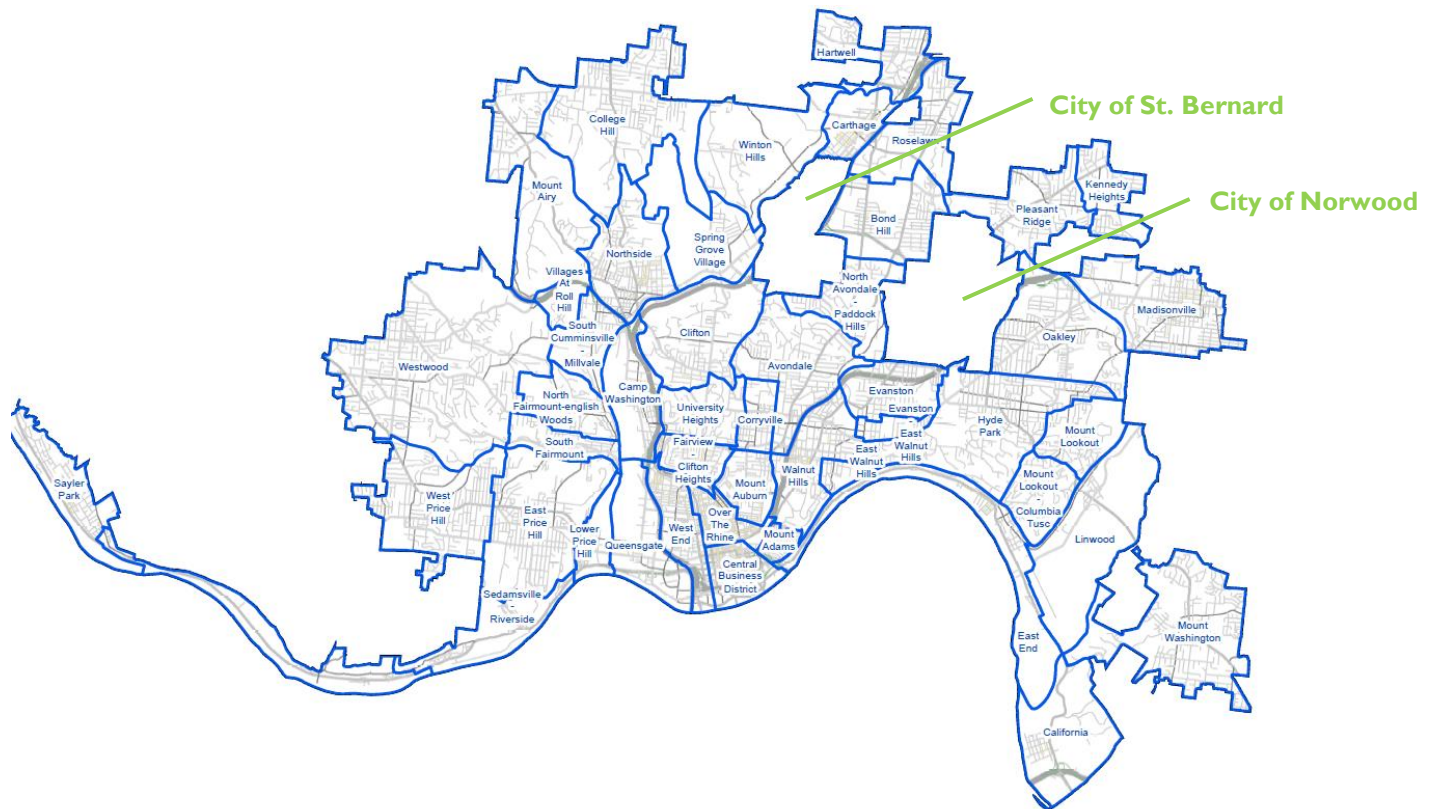 Hartwell
City of St. Bernard
College
Hill
Carthage
Roselawn
Winton
Hills
Kennedy
Heights
Mount
Airy
Pleasant
Ridge
City of Norwood
Bond
Hill
Spring
Grove
Village
Northside
Villages
At
Roll
Hill
North
Avondale
-
Paddock
Hills
Madisonville
South
Cumminsville
-
Millvale
Clifton
Oakley
Westwood
Avondale
Camp
Washington
Evanston
North
Fairmount-english
Woods
University
Heights
Corryville
Evanston
-
East
Walnut
Hills
Hyde
Park
Mount
Lookout
South
Fairmount
Fairview
-
Clifton
Heights
East
Walnut
Hills
Walnut
Hills
Mount
Lookout
-
Columbia
Tusc
Sayler
Park
West
Price
Hill
East
Price
Hill
Mount
Auburn
Over
The
Rhine
Lower
Price
Hill
Queensgate
West
End
Mount
Adams
Linwood
Central
Business
District
Sedamsville
-
Riverside
East
End
Mount
Washington
California